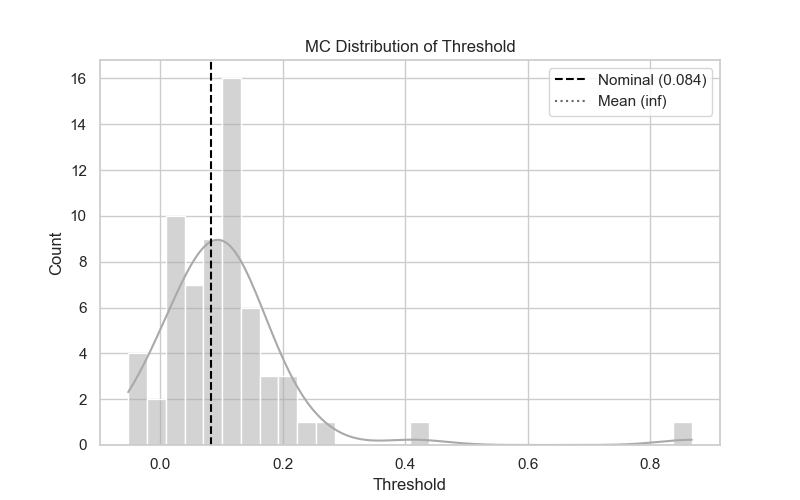 MC Distribution of Threshold
Nominal (0.084)
Mean (inf)
Count
16
14
12
10
8
6
4
2
0
0.0 0.2 0.4 0.6 0.8
Threshold